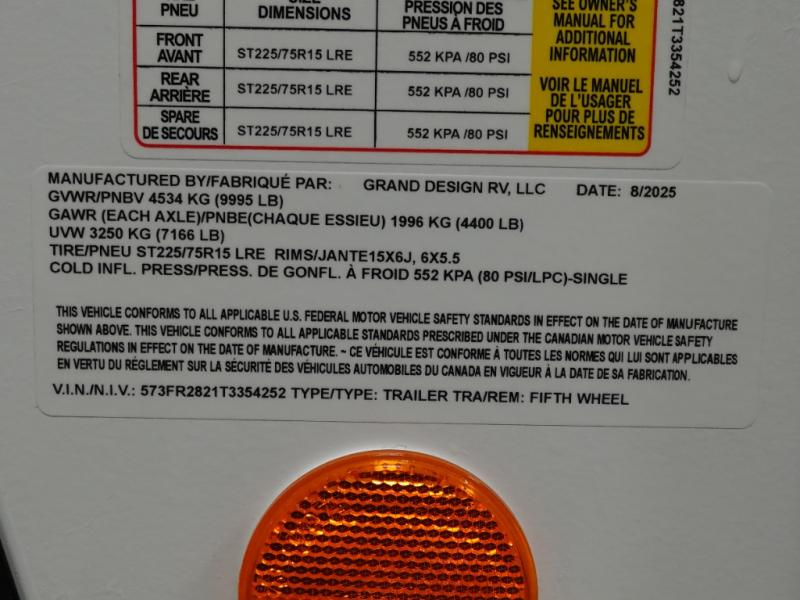 PNEU DIMENSIONS PRESSION DES PNEUS À FROID
FRONT AVANT ST225/75R15 LRE 552 KPA /80 PSI
REAR ARRIÈRE ST225/75R15 LRE 552 KPA /80 PSI
SPARE DE SECOURS ST225/75R15 LRE 552 KPA /80 PSI
SEE OWNER'S
MANUAL FOR
ADDITIONAL
INFORMATION
VOIR LE MANUEL
DE L'USAGER
POUR PLUS DE
RENSEIGNEMENTS
821T3354252
MANUFACTURED BY/FABRIQUÉ PAR: GRAND DESIGN RV, LLC DATE: 8/2025
GVWR/PNBV 4534 KG (9995 LB)
GAWR (EACH AXLE)/PNBE(CHAQUE ESSIEU) 1996 KG (4400 LB)
UVW 3250 KG (7166 LB)
TIRE/PNEU ST225/75R15 LRE RIMS/JANTE15X6J, 6X5.5
COLD INFL. PRESS/PRESS. DE GONFL. À FROID 552 KPA (80 PSI/LPC)-SINGLE
THIS VEHICLE CONFORMS TO ALL APPLICABLE U.S. FEDERAL MOTOR VEHICLE SAFETY STANDARDS IN EFFECT ON THE DATE OF MANUFACTURE
SHOWN ABOVE. THIS VEHICLE CONFORMS TO ALL APPLICABLE STANDARDS PRESCRIBED UNDER THE CANADIAN MOTOR VEHICLE SAFETY
REGULATIONS IN EFFECT ON THE DATE OF MANUFACTURE. ~ CE VÉHICULE EST CONFORME À TOUTES LES NORMES QUI LUI SONT APPLICABLES
EN VERTU DU RÉGLEMENT SUR LA SÉCURITÉ DES VÉHICULES AUTOMOBILES DU CANADA EN VIGUEUR À LA DATE DE SA FABRICATION.
V.I.N./N.I.V.: 573FR2821T3354252 TYPE/TYPE: TRAILER TRA/REM: FIFTH WHEEL